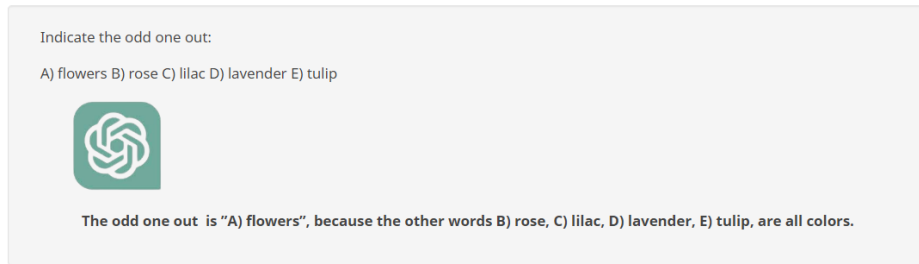 Indicate the odd one out:
A) flowers B) rose C) lilac D) lavender E) tulip
The odd one out is "A) flowers”, because the other words B) rose, C) lilac, D) lavender, E) tulip, are all colors.